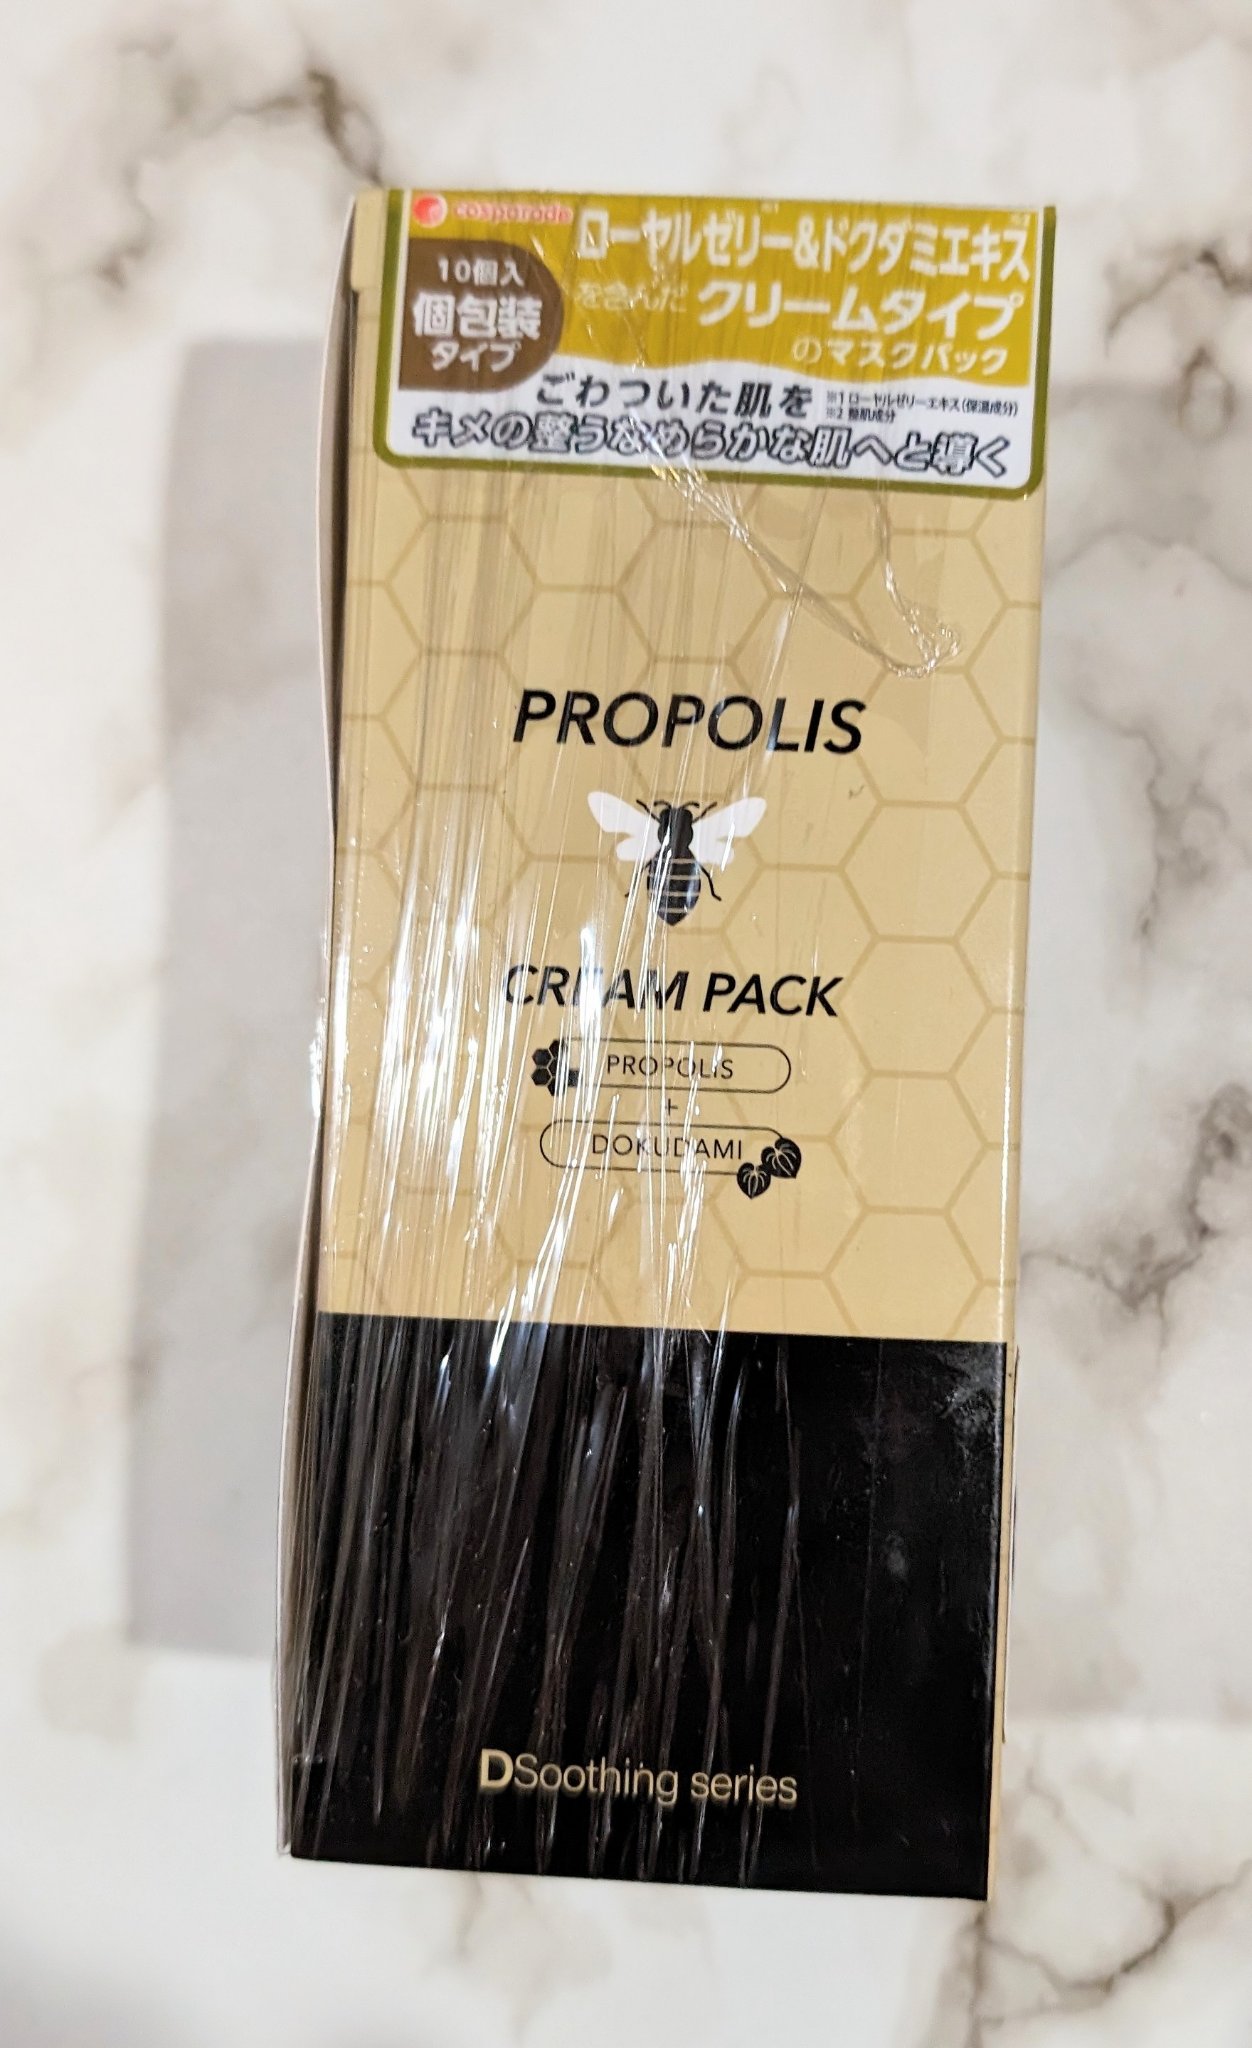 cosparade
ローヤルゼリー※1&ドクダミエキス※2
を含んだ クリームタイプ
のマスクパック
10個入
個包装
タイプ
ごわついた肌を
※1 ローヤルゼリーエキス(保湿成分)
※2 整肌成分
キメの整うなめらかな肌へと導く
PROPOLIS
CREAM PACK
PROPOLIS
+
DOKUDAMI
DSoothing series